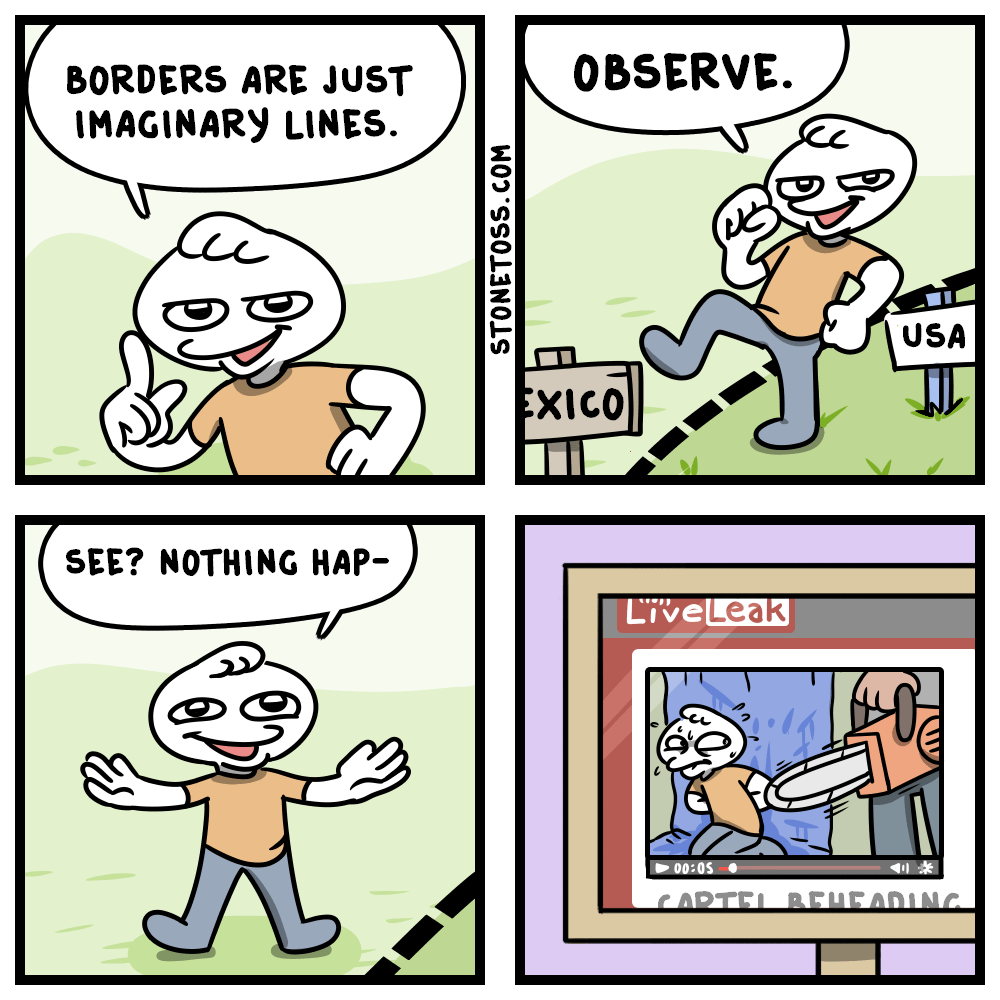 BORDERS ARE JUST
IMAGINARY LINES.
STONETOSS.COM
OBSERVE.
EXICO
USA
SEE? NOTHING HAP-
LiveLeak
00:05
CARTEL BEHEADING